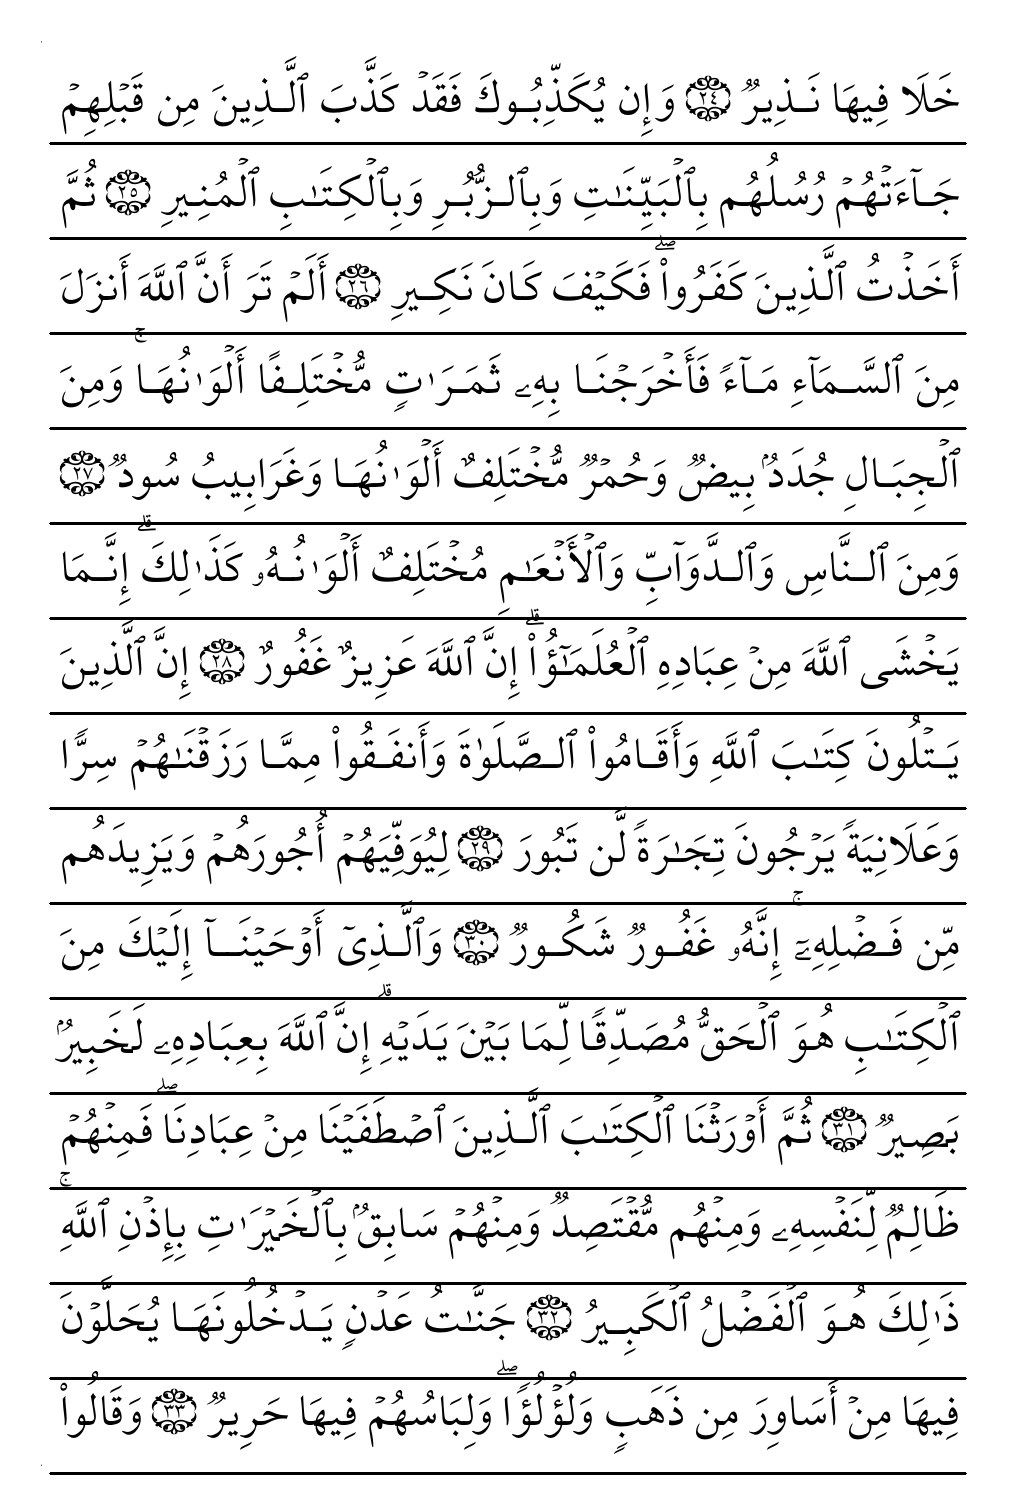 خَلَا فِيهَا نَذِيرٌ ٢٤ وَإِن يُكَذِّبُوكَ فَقَدۡ كَذَّبَ ٱلَّذِينَ مِن قَبۡلِهِمۡ
جَآءَتۡهُمۡ رُسُلُهُم بِٱلۡبَيِّنَٰتِ وَبِٱلزُّبُرِ وَبِٱلۡكِتَٰبِ ٱلۡمُنِيرِ ٢٥ ثُمَّ
أَخَذۡتُ ٱلَّذِينَ كَفَرُواْۖ فَكَيۡفَ كَانَ نَكِيرِ ٢٦ أَلَمۡ تَرَ أَنَّ ٱللَّهَ أَنزَلَ
مِنَ ٱلسَّمَآءِ مَآءٗ فَأَخۡرَجۡنَا بِهِۦ ثَمَرَٰتٖ مُّخۡتَلِفًا أَلۡوَٰنُهَاۚ وَمِنَ
ٱلۡجِبَالِ جُدَدُۢ بِيضٞ وَحُمۡرٞ مُّخۡتَلِفٌ أَلۡوَٰنُهَا وَغَرَابِيبُ سُودٞ ٢٧
وَمِنَ ٱلنَّاسِ وَٱلدَّوَآبِّ وَٱلۡأَنۡعَٰمِ مُخۡتَلِفٌ أَلۡوَٰنُهُۥ كَذَٰلِكَۗ إِنَّمَا
يَخۡشَى ٱللَّهَ مِنۡ عِبَادِهِ ٱلۡعُلَمَٰٓؤُاْۗ إِنَّ ٱللَّهَ عَزِيزٌ غَفُورٌ ٢٨ إِنَّ ٱلَّذِينَ
يَتۡلُونَ كِتَٰبَ ٱللَّهِ وَأَقَامُواْ ٱلصَّلَوٰةَ وَأَنفَقُواْ مِمَّا رَزَقۡنَٰهُمۡ سِرّٗا
وَعَلَانِيَةٗ يَرۡجُونَ تِجَٰرَةٗ لَّن تَبُورَ ٢٩ لِيُوَفِّيَهُمۡ أُجُورَهُمۡ وَيَزِيدَهُم
مِّن فَضۡلِهِۦٓۚ إِنَّهُۥ غَفُورٞ شَكُورٞ ٣٠ وَٱلَّذِيٓ أَوۡحَيۡنَآ إِلَيۡكَ مِنَ
ٱلۡكِتَٰبِ هُوَ ٱلۡحَقُّ مُصَدِّقٗا لِّمَا بَيۡنَ يَدَيۡهِۗ إِنَّ ٱللَّهَ بِعِبَادِهِۦ لَخَبِيرُۢ
بَصِيرٞ ٣١ ثُمَّ أَوۡرَثۡنَا ٱلۡكِتَٰبَ ٱلَّذِينَ ٱصۡطَفَيۡنَا مِنۡ عِبَادِنَاۖ فَمِنۡهُمۡ
ظَالِمٞ لِّنَفۡسِهِۦ وَمِنۡهُم مُّقۡتَصِدٞ وَمِنۡهُمۡ سَابِقُۢ بِٱلۡخَيۡرَٰتِ بِإِذۡنِ ٱللَّهِۚ
ذَٰلِكَ هُوَ ٱلۡفَضۡلُ ٱلۡكَبِيرُ ٣٢ جَنَّٰتُ عَدۡنٖ يَدۡخُلُونَهَا يُحَلَّوۡنَ
فِيهَا مِنۡ أَسَاوِرَ مِن ذَهَبٖ وَلُؤۡلُؤٗاۖ وَلِبَاسُهُمۡ فِيهَا حَرِيرٞ ٣٣ وَقَالُواْ